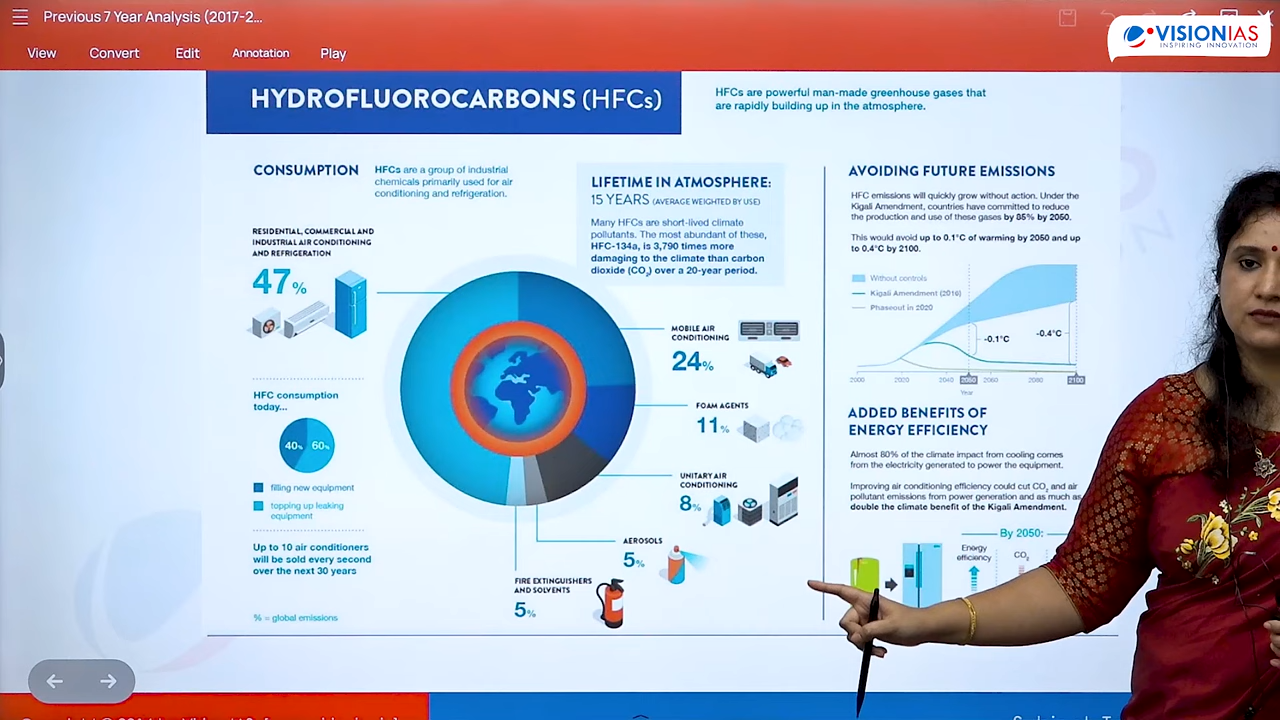 Previous 7 Year Analysis (2017-2...
View Convert Edit Annotation Play
VISIONIAS
INSPIRING INNOVATION
HYDROFLUOROCARBONS (HFCs)
HFCs are powerful man-made greenhouse gases that
are rapidly building up in the atmosphere.
CONSUMPTION
HFCs are a group of industrial
chemicals primarily used for air
conditioning and refrigeration.
RESIDENTIAL, COMMERCIAL AND
INDUSTRIAL AIR CONDITIONING
AND REFRIGERATION
47%
HFC consumption
today...
40% 60%
filling new equipment
topping up leaking
equipment
Up to 10 air conditioners
will be sold every second
over the next 30 years
% = global emissions
LIFETIME IN ATMOSPHERE:
15 YEARS (AVERAGE WEIGHTED BY USE)
Many HFCs are short-lived climate
pollutants. The most abundant of these,
HFC-134a, is 3,790 times more
damaging to the climate than carbon
dioxide (CO₂) over a 20-year period.
MOBILE AIR
CONDITIONING
24%
FOAM AGENTS
11%
UNITARY AIR
CONDITIONING
8%
AEROSOLS
5%
FIRE EXTINGUISHERS
AND SOLVENTS
5%
AVOIDING FUTURE EMISSIONS
HFC emissions will quickly grow without action. Under the
Kigali Amendment, countries have committed to reduce
the production and use of these gases by 85% by 2050.
This would avoid up to 0.1°C of warming by 2050 and up
to 0.4°C by 2100.
Without controls
Kigali Amendment (2016)
Phaseout in 2020
-0.1°C
-0.4°C
2000 2020 2040 2050 2060 2080 2100
Year
ADDED BENEFITS OF
ENERGY EFFICIENCY
Almost 80% of the climate impact from cooling comes
from the electricity generated to power the equipment.
Improving air conditioning efficiency could cut CO₂ and air
pollutant emissions from power generation and as much as
double the climate benefit of the Kigali Amendment.
By 2050:
Energy
efficiency
CO₂